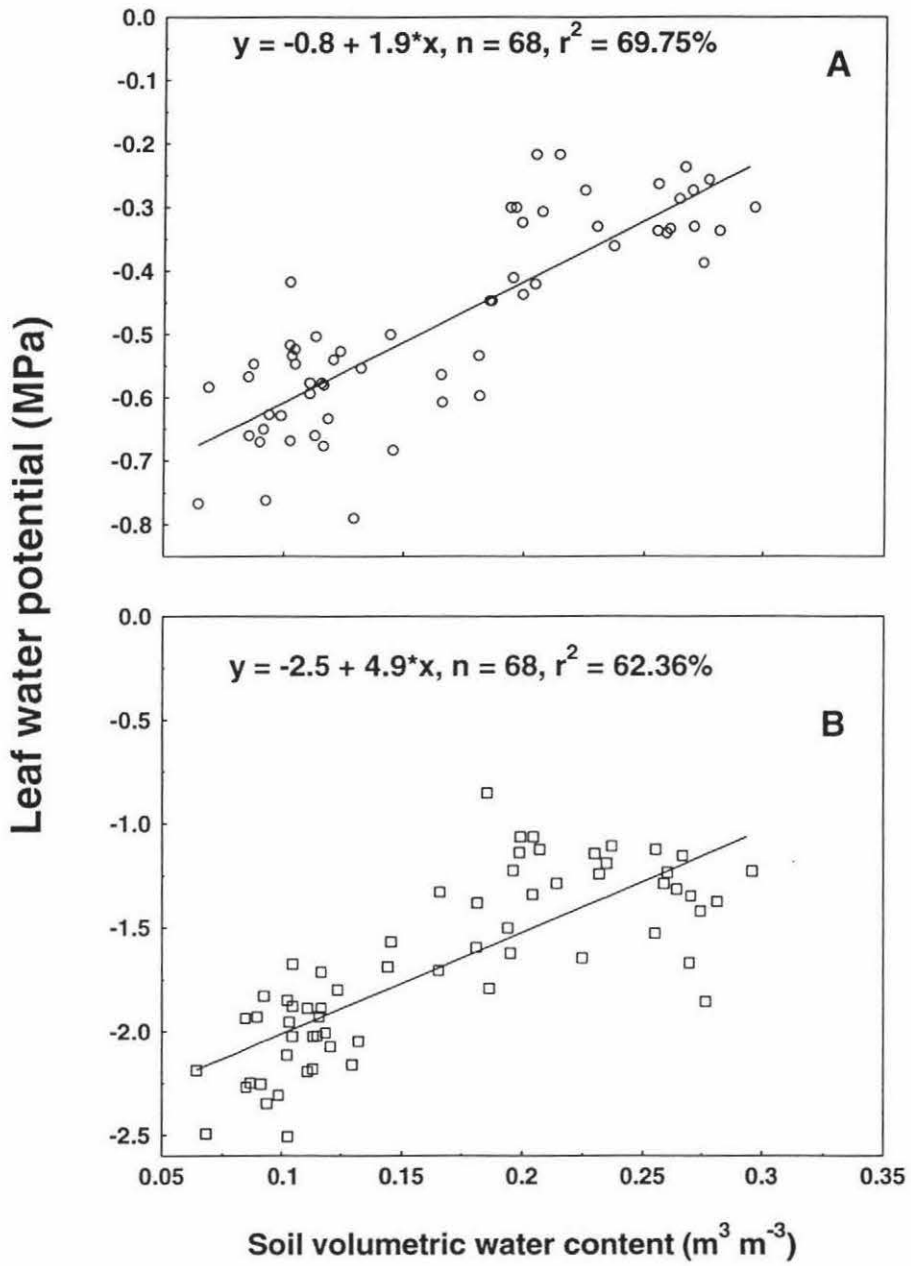 y = -0.8 + 1.9*x, n = 68, r² = 69.75%
A
0.0
-0.1
-0.2
-0.3
-0.4
-0.5
-0.6
-0.7
-0.8
Leaf water potential (MPa)
y = -2.5 + 4.9*x, n = 68, r² = 62.36%
B
0.0
-0.5
-1.0
-1.5
-2.0
-2.5
0.05 0.1 0.15 0.2 0.25 0.3 0.35
Soil volumetric water content (m³ m⁻³)